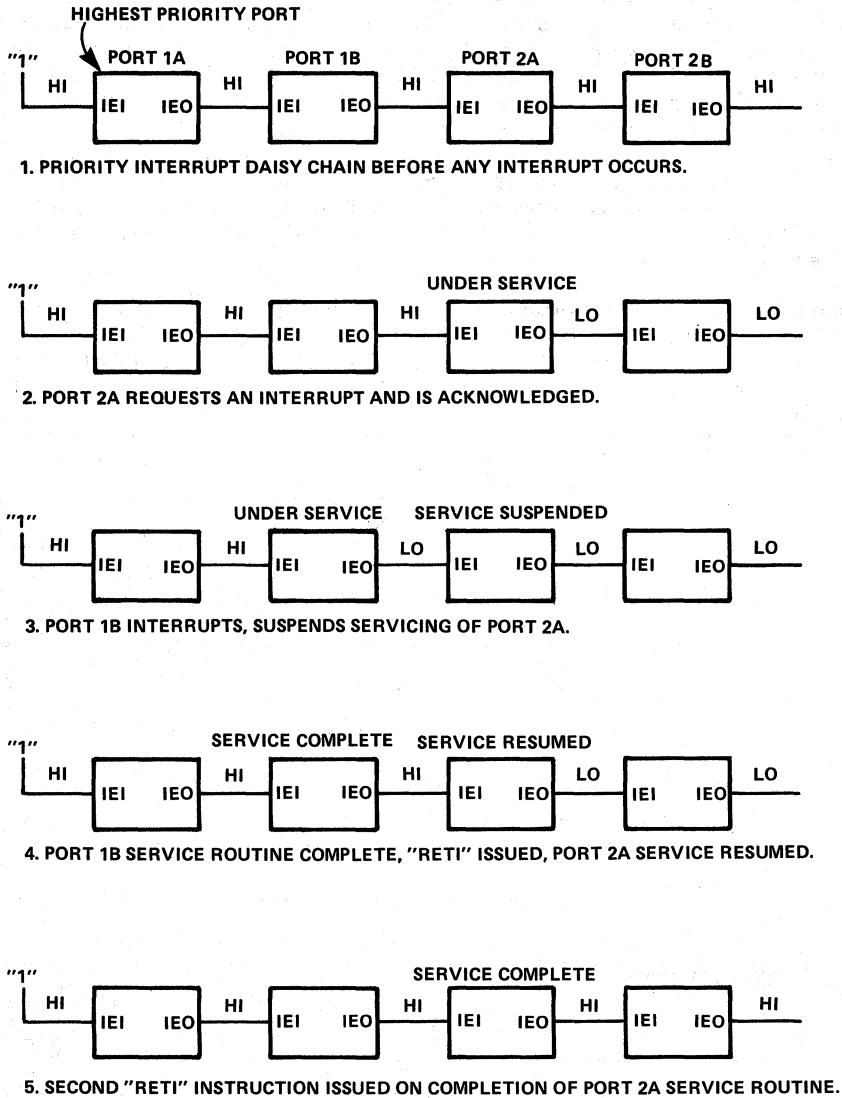 HIGHEST PRIORITY PORT
"1" PORT 1A PORT 1B PORT 2A PORT 2B
HI HI HI HI HI
IEI IEO IEI IEO IEI IEO IEI IEO
1. PRIORITY INTERRUPT DAISY CHAIN BEFORE ANY INTERRUPT OCCURS.
UNDER SERVICE
"1"
HI HI HI LO LO
IEI IEO IEI IEO IEI IEO IEI IEO
2. PORT 2A REQUESTS AN INTERRUPT AND IS ACKNOWLEDGED.
UNDER SERVICE SERVICE SUSPENDED
"1"
HI HI LO LO LO
IEI IEO IEI IEO IEI IEO IEI IEO
3. PORT 1B INTERRUPTS, SUSPENDS SERVICING OF PORT 2A.
SERVICE COMPLETE SERVICE RESUMED
"1"
HI HI HI LO LO
IEI IEO IEI IEO IEI IEO IEI IEO
4. PORT 1B SERVICE ROUTINE COMPLETE, "RETI" ISSUED, PORT 2A SERVICE RESUMED.
SERVICE COMPLETE
"1"
HI HI HI HI HI
IEI IEO IEI IEO IEI IEO IEI IEO
5. SECOND "RETI" INSTRUCTION ISSUED ON COMPLETION OF PORT 2A SERVICE ROUTINE.